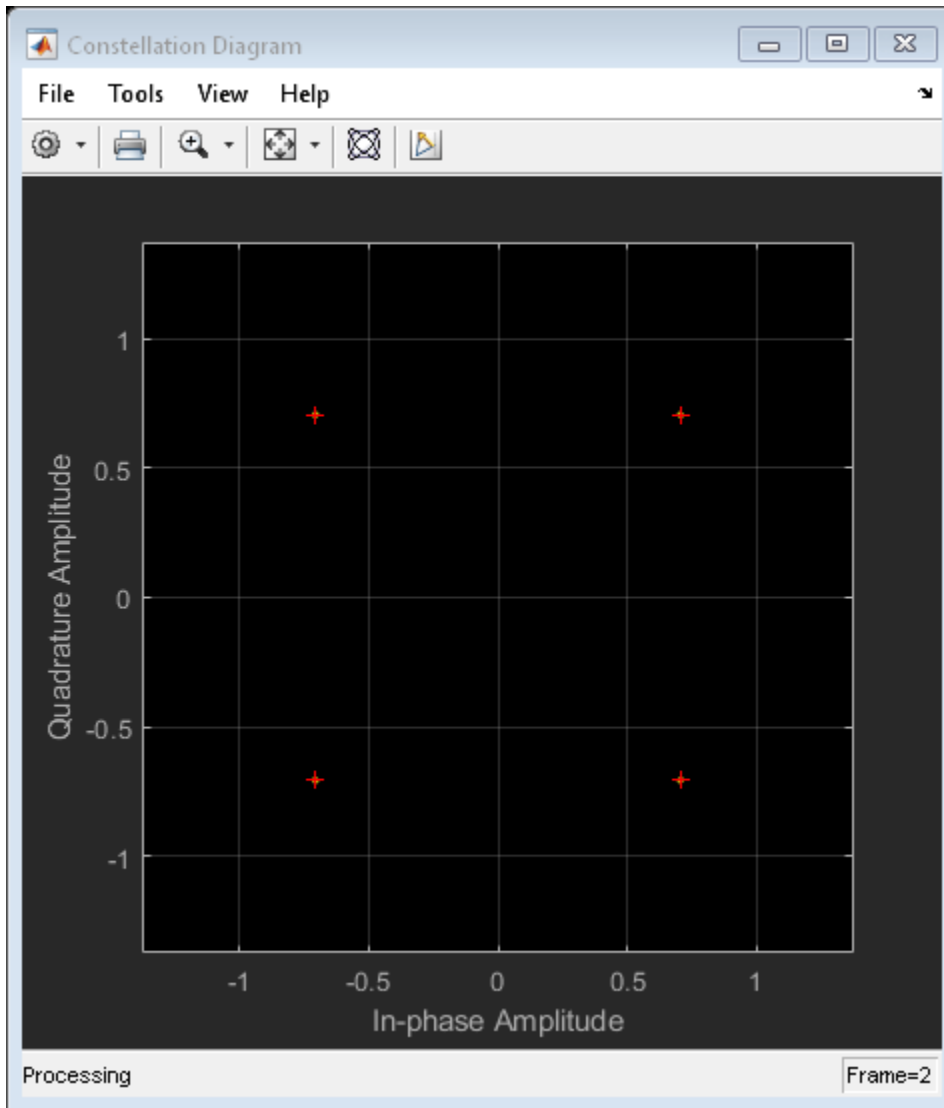 Constellation Diagram
File Tools View Help
1
0.5
0
-0.5
-1
Quadrature Amplitude
-1 -0.5 0 0.5 1
In-phase Amplitude
Processing Frame=2